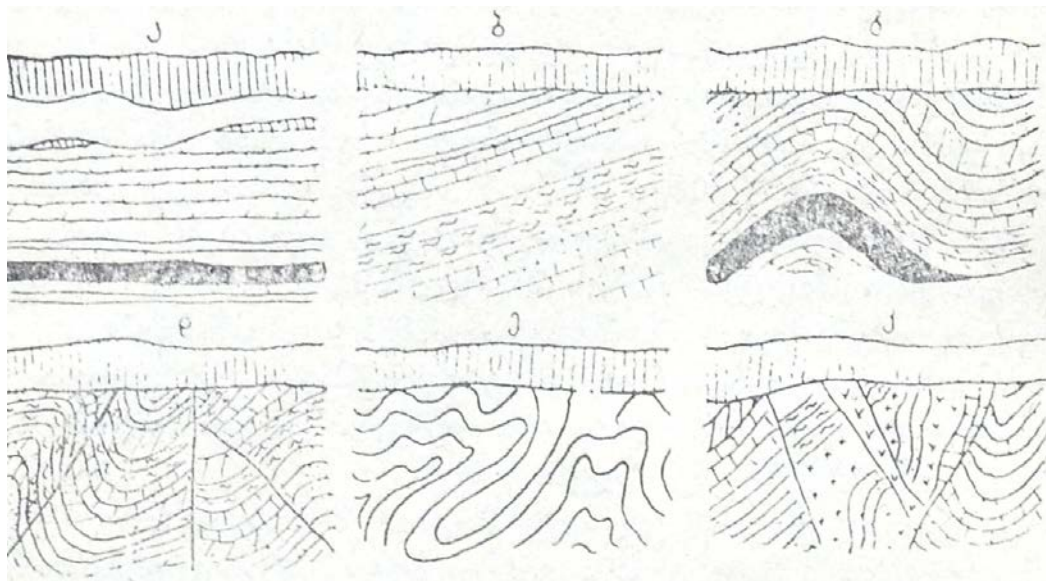 ა ბ გ
დ ე ვ